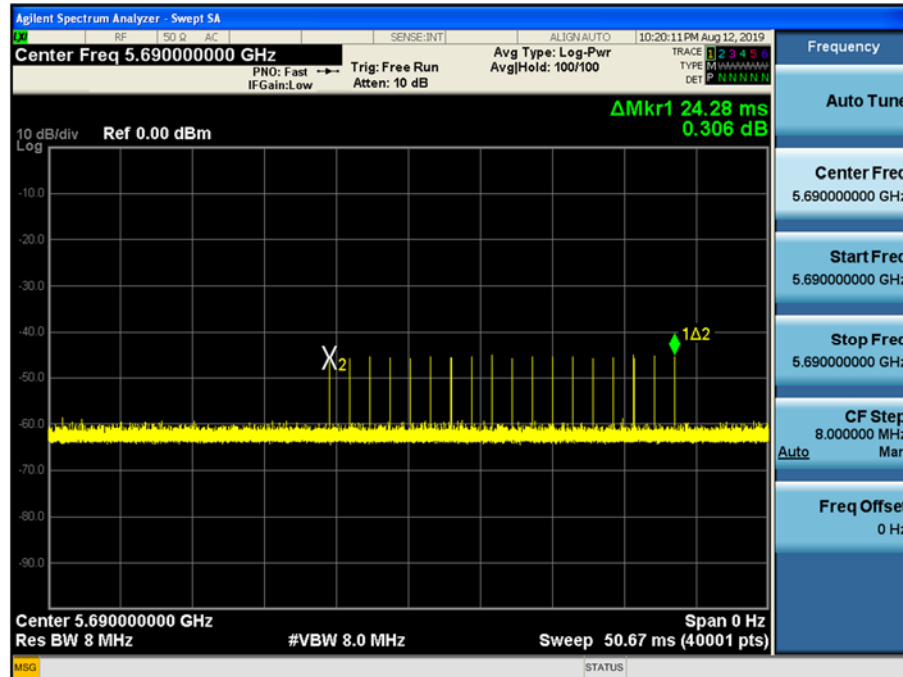 Agilent Spectrum Analyzer - Swept SA
LXI RF 50 Ω AC SENSE:INT ALIGN AUTO 10:20:11 PM Aug 12, 2019
Center Freq 5.690000000 GHz
PNO: Fast
IFGain:Low
Trig: Free Run
Atten: 10 dB
Avg Type: Log-Pwr
Avg|Hold: 100/100
TRACE 1 2 3 4 5 6
TYPE M WWWWW
DET P N N N N N
ΔMkr1 24.28 ms
0.306 dB
10 dB/div Ref 0.00 dBm
Log
-10.0
-20.0
-30.0
-40.0
-50.0
-60.0
-70.0
-80.0
-90.0
X2
1Δ2
Center 5.690000000 GHz Span 0 Hz
Res BW 8 MHz #VBW 8.0 MHz Sweep 50.67 ms (40001 pts)
MSG STATUS
Frequency
Auto Tune
Center Freq
5.690000000 GHz
Start Freq
5.690000000 GHz
Stop Freq
5.690000000 GHz
CF Step
8.000000 MHz
Auto Man
Freq Offset
0 Hz